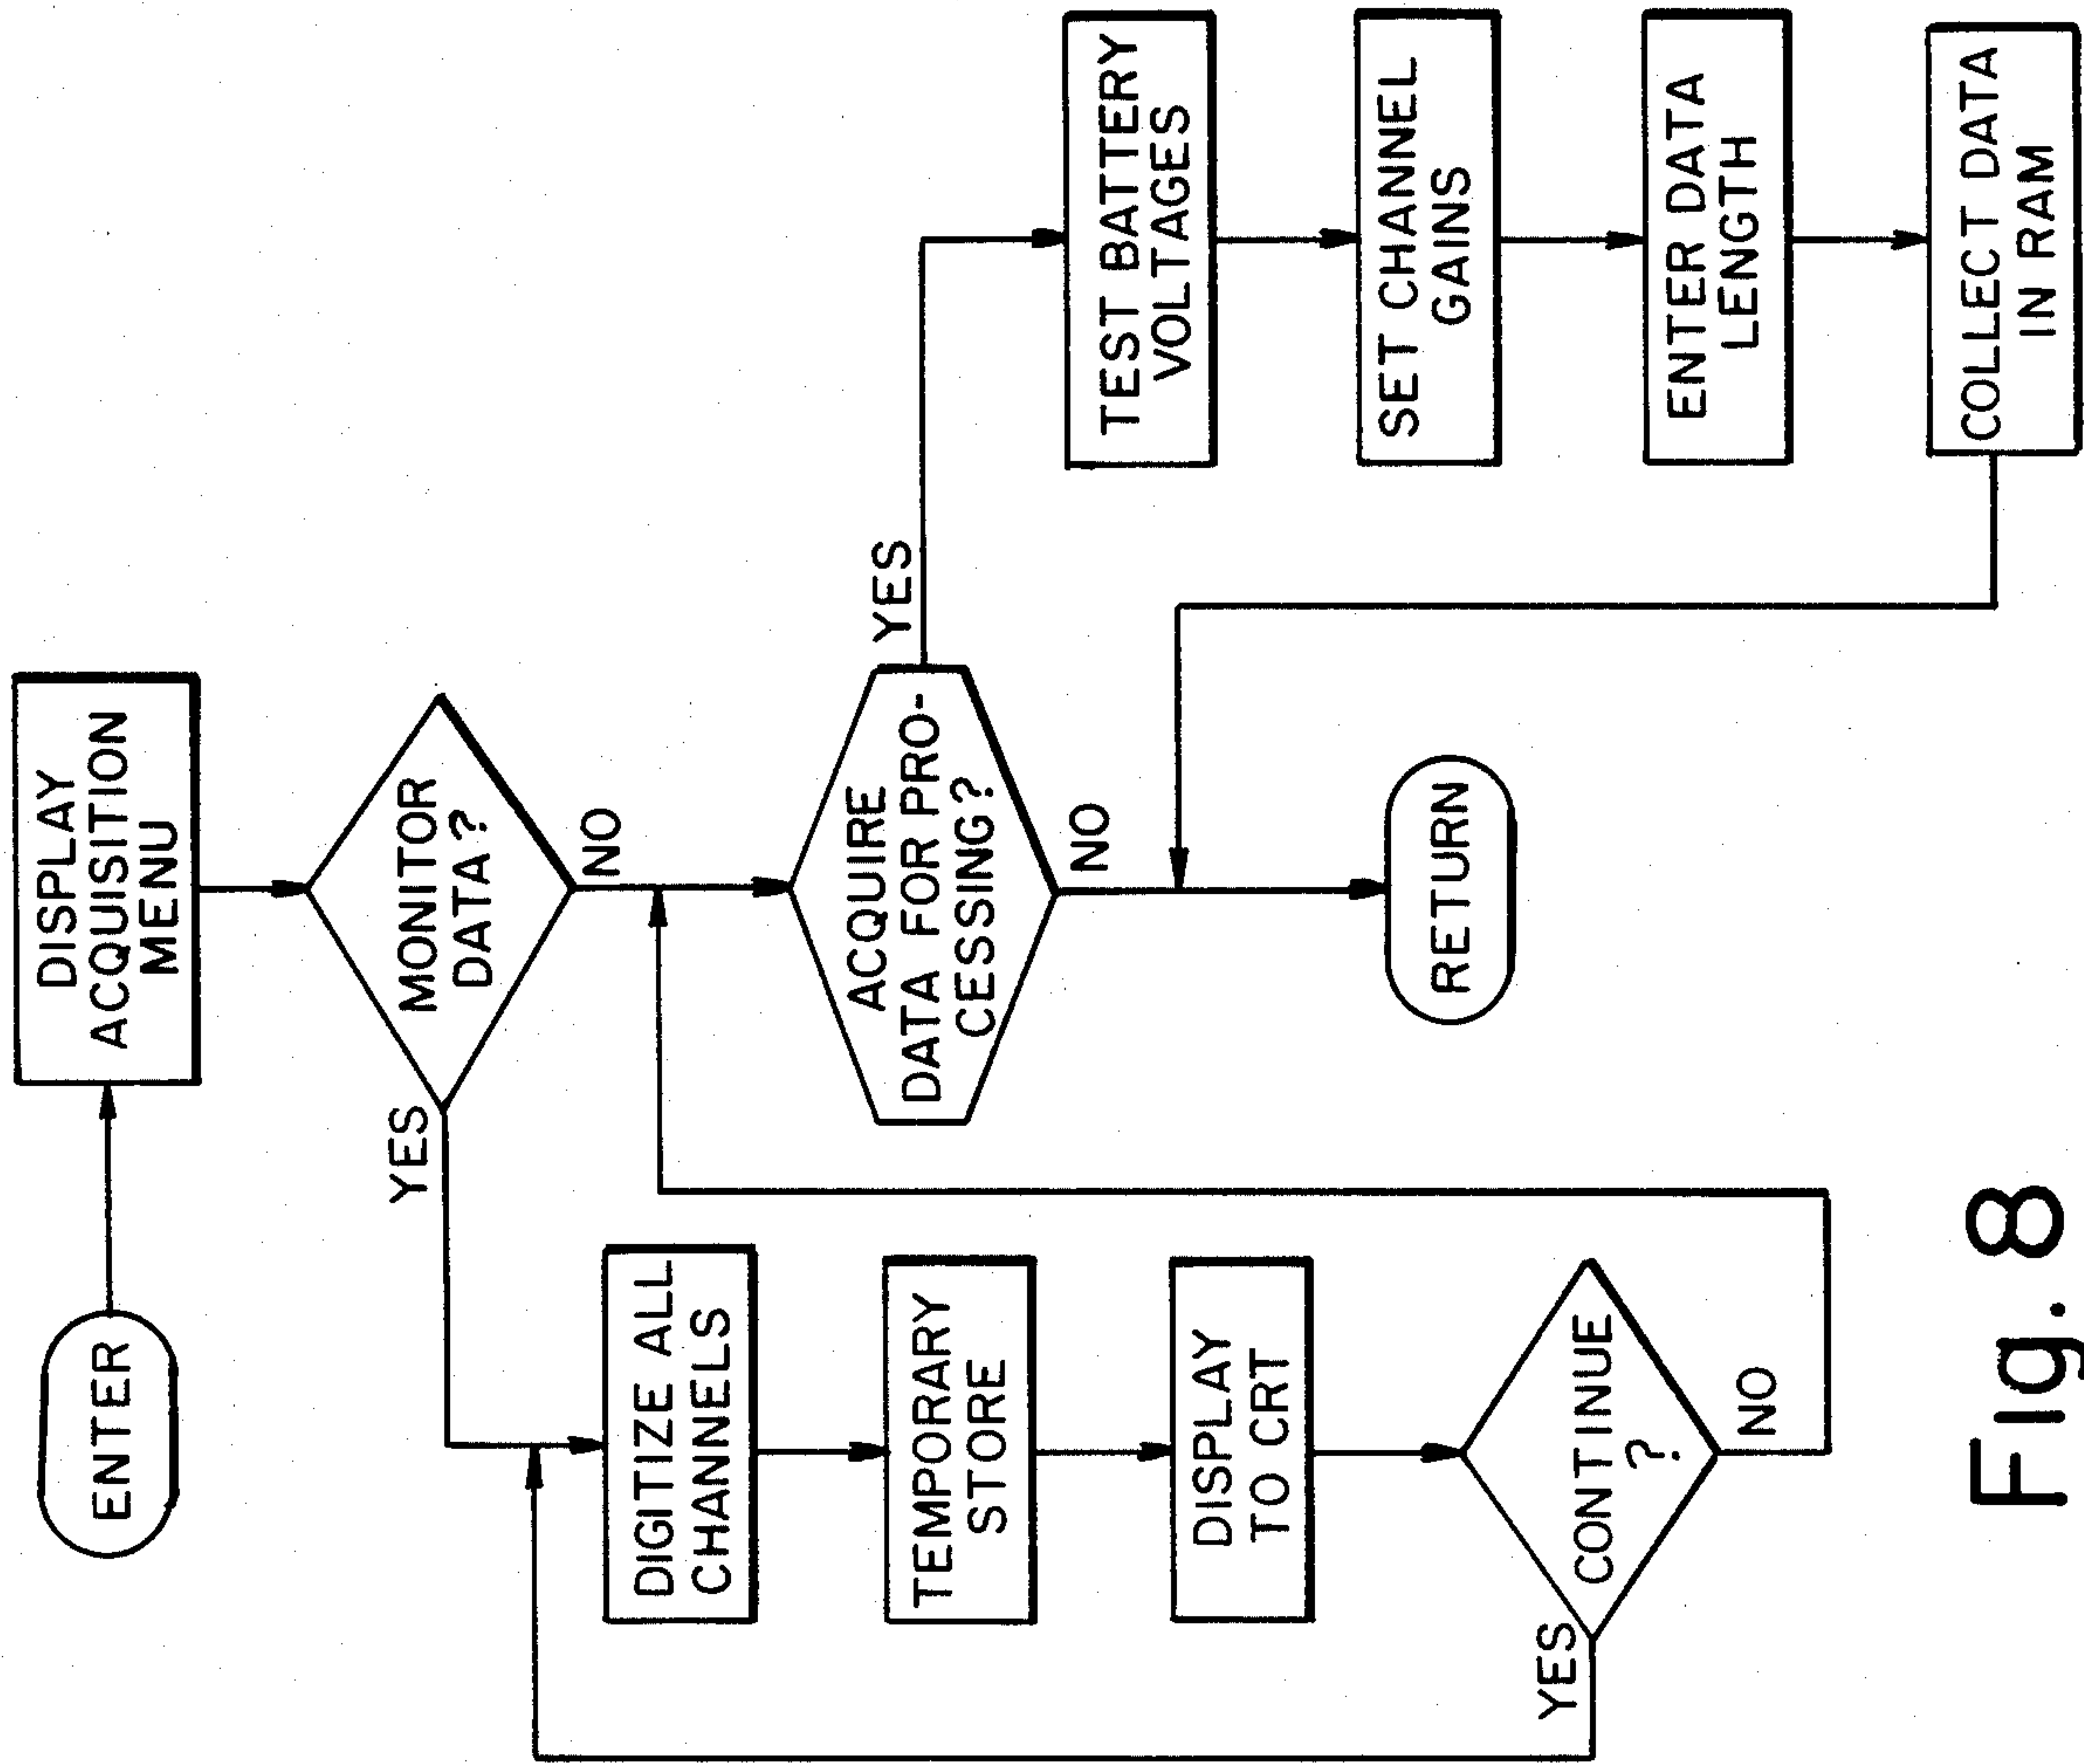 ENTER
DISPLAY
ACQUISITION
MENU
MONITOR
DATA?
YES
NO
DIGITIZE ALL
CHANNELS
TEMPORARY
STORE
DISPLAY
TO CRT
CONTINUE
?
YES
NO
ACQUIRE
DATA FOR PRO-
CESSING?
YES
NO
TEST BATTERY
VOLTAGES
SET CHANNEL
GAINS
ENTER DATA
LENGTH
COLLECT DATA
IN RAM
RETURN
Fig. 8